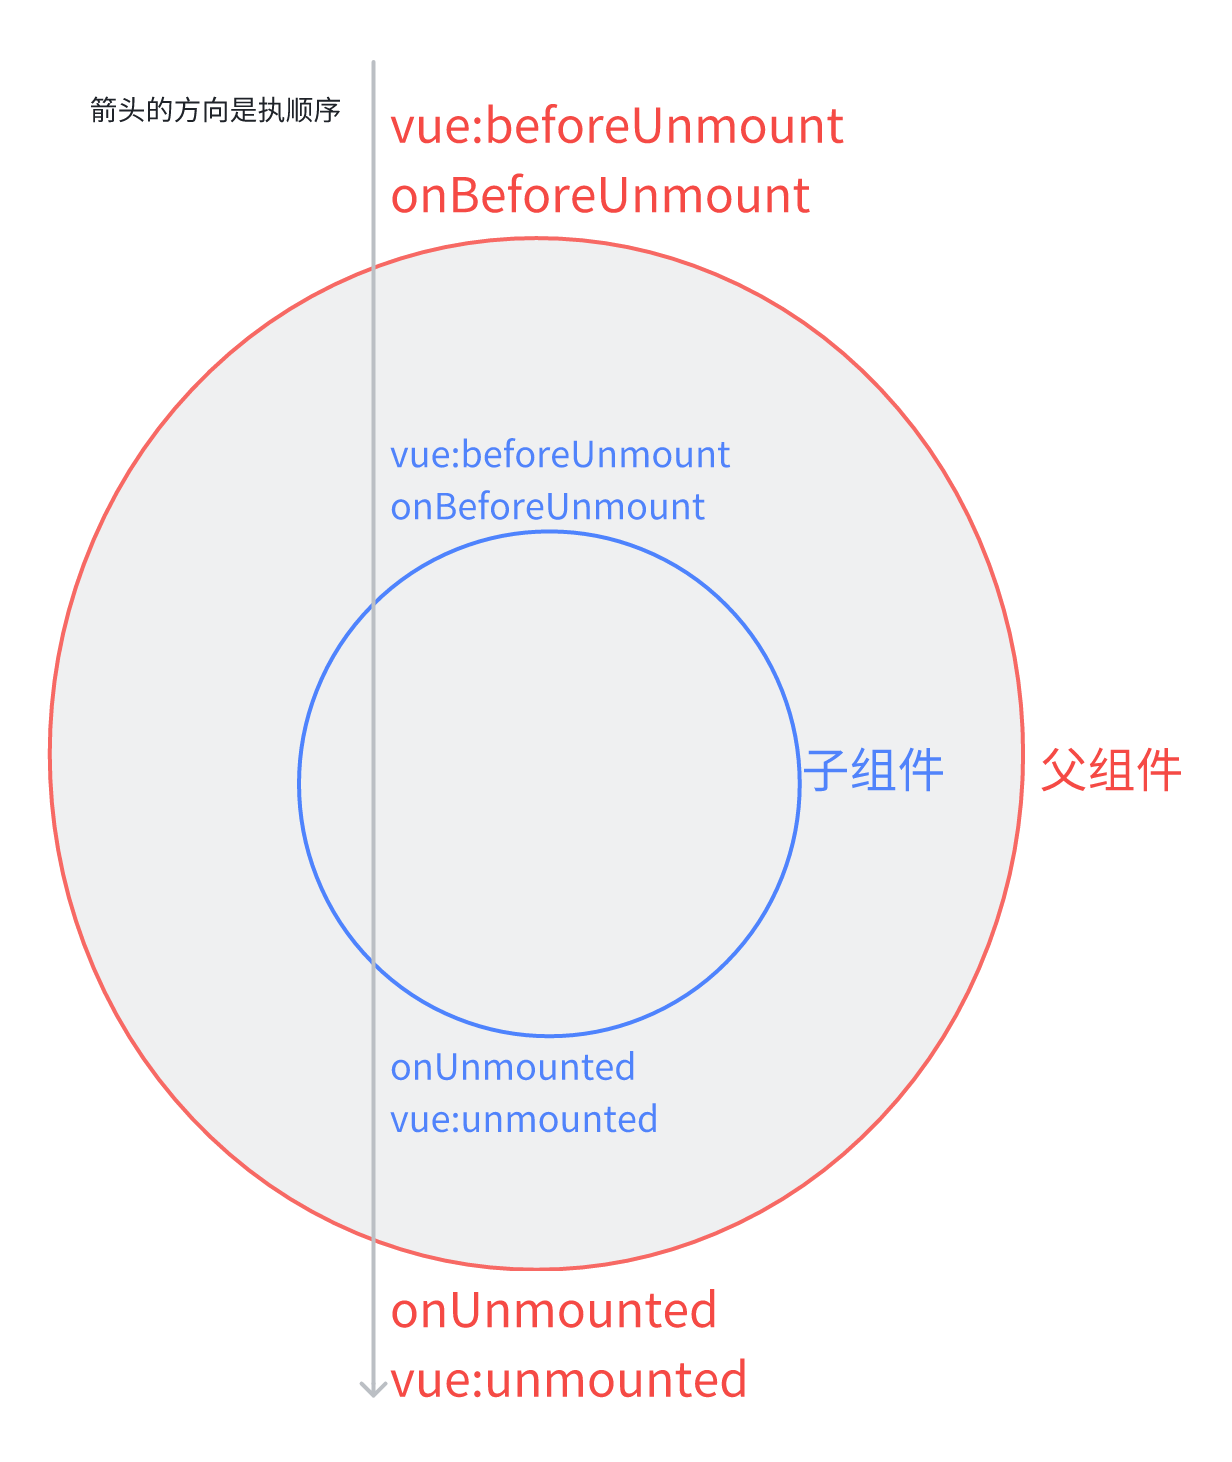 箭头的方向是执顺序
vue:beforeUnmount
onBeforeUnmount
vue:beforeUnmount
onBeforeUnmount
子组件
父组件
onUnmounted
vue:unmounted
onUnmounted
vue:unmounted